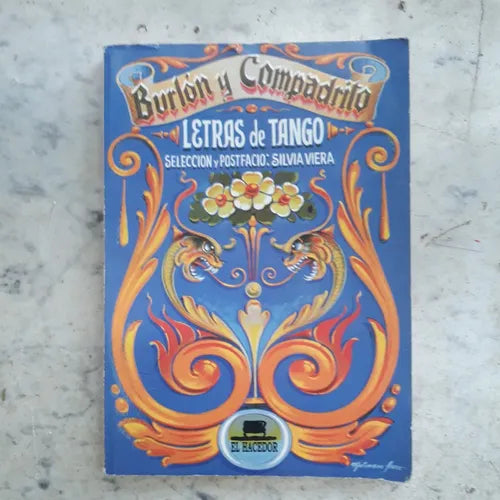 Burlón y Compadrito
LETRAS de TANGO
SELECCION y POSTFACIO: SILVIA VIERA
EL HACEDOR